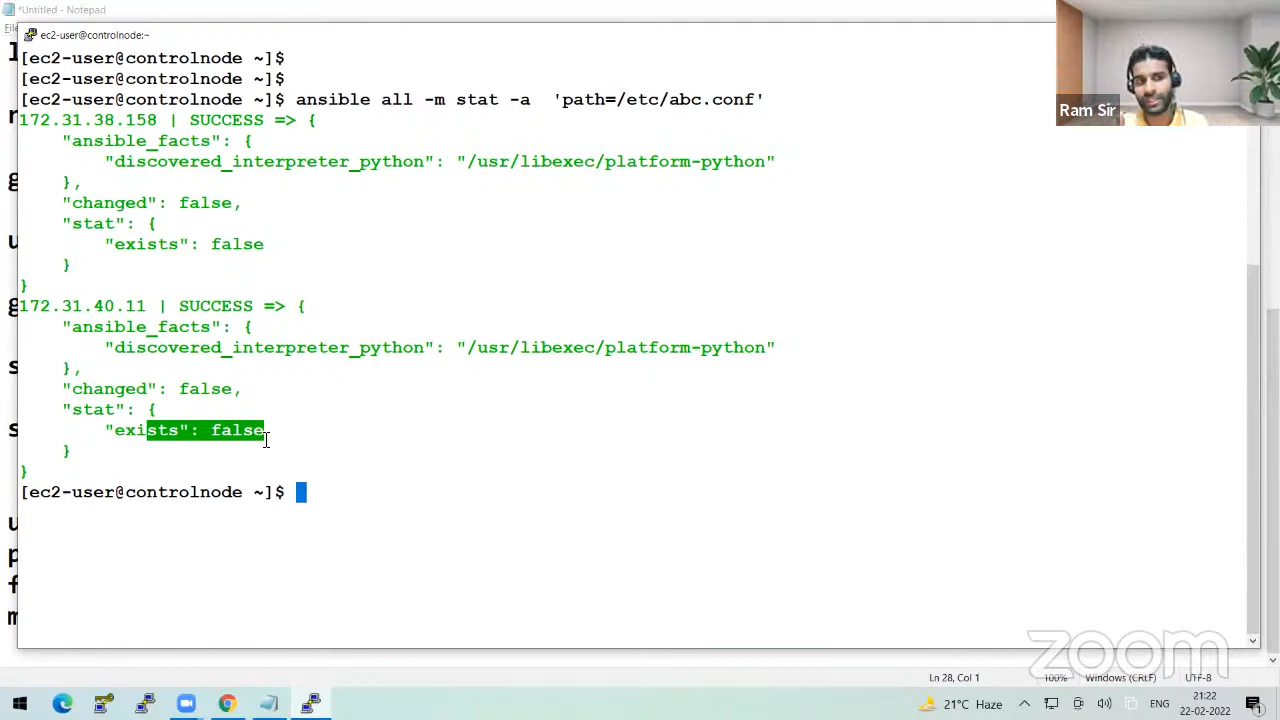 *Untitled - Notepad
File
ec2-user@controlnode:~
[ec2-user@controlnode ~]$
[ec2-user@controlnode ~]$
[ec2-user@controlnode ~]$ ansible all -m stat -a  'path=/etc/abc.conf'
172.31.38.158 | SUCCESS => {
    "ansible_facts": {
        "discovered_interpreter_python": "/usr/libexec/platform-python"
    },
    "changed": false,
    "stat": {
        "exists": false
    }
}
172.31.40.11 | SUCCESS => {
    "ansible_facts": {
        "discovered_interpreter_python": "/usr/libexec/platform-python"
    },
    "changed": false,
    "stat": {
        "exists": false
    }
}
[ec2-user@controlnode ~]$
Ram Sir
zoom
Ln 28, Col 1
100%
Windows (CRLF)
UTF-8
21°C Haze
ENG
21:22
22-02-2022
1